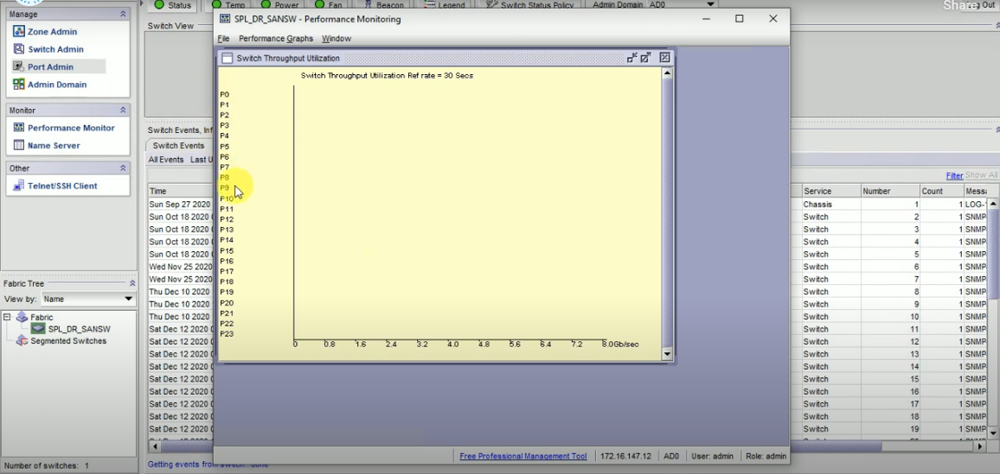 Manage
Zone Admin
Switch Admin
Port Admin
Admin Domain
Monitor
Performance Monitor
Name Server
Other
Telnet/SSH Client
Fabric Tree
View by: Name
Fabric
SPL_DR_SANSW
Segmented Switches
Number of switches: 1
Status Temp Power Fan Beacon Legend Switch Status Policy Admin Domain AD0 Log Out
Share
Switch View
SPL_DR_SANSW - Performance Monitoring
File Performance Graphs Window
Switch Throughput Utilization
Switch Throughput Utilization Ref rate = 30 Secs
P0
P1
P2
P3
P4
P5
P6
P7
P8
P9
P10
P11
P12
P13
P14
P15
P16
P17
P18
P19
P20
P21
P22
P23
0 0.8 1.6 2.4 3.2 4.0 4.8 5.6 6.4 7.2 8.0Gb/sec
Free Professional Management Tool 172.16.147.12 AD0 User: admin Role: admin
Switch Events, Inf
Switch Events
All Events Last U
Filter Show All
Time Service Number Count Messa
Sun Sep 27 2020 Chassis 1 1 LOG-1
Sun Oct 18 2020 0 Switch 2 1 SNMP
Sun Oct 18 2020 0 Switch 3 1 SNMP
Sun Oct 18 2020 0 Switch 4 1 SNMP
Sun Oct 18 2020 0 Switch 5 1 SNMP
Wed Nov 25 2020 Switch 6 1 SNMP
Wed Nov 25 2020 Switch 7 1 SNMP
Thu Dec 10 2020 Switch 8 1 SNMP
Thu Dec 10 2020 Switch 9 1 SNMP
Thu Dec 10 2020 Switch 10 1 SNMP
Sat Dec 12 2020 0 Switch 11 1 SNMP
Sat Dec 12 2020 0 Switch 12 1 SNMP
Sat Dec 12 2020 0 Switch 13 1 SNMP
Sat Dec 12 2020 0 Switch 14 1 SNMP
Sat Dec 12 2020 0 Switch 15 1 SNMP
Sat Dec 12 2020 0 Switch 16 1 SNMP
Sat Dec 12 2020 0 Switch 17 1 SNMP
Sat Dec 12 2020 0 Switch 18 1 SNMP
Sat Dec 12 2020 0 Switch 19 1 SNMP
Getting events from switch...done